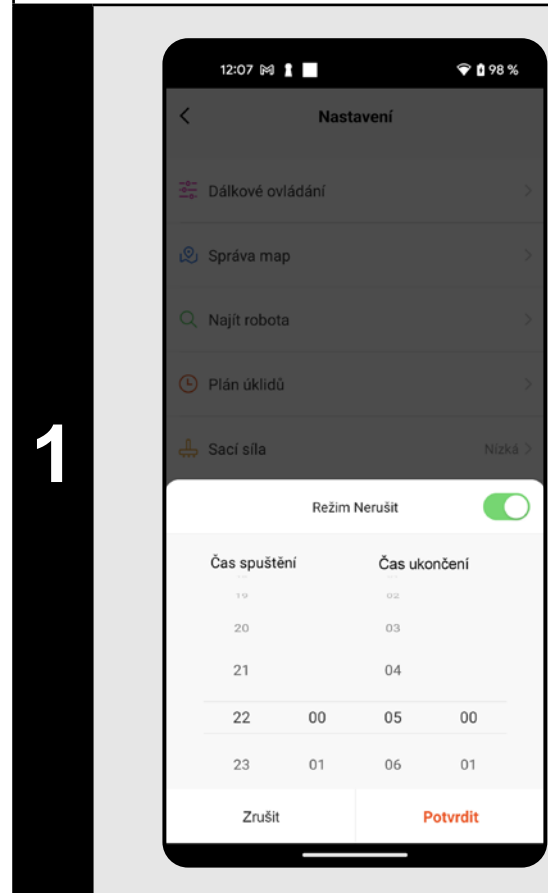 1
12:07 98 %
Nastavení
Dálkové ovládání
Správa map
Najít robota
Plán úklidů
Sací síla Nízká
Režim Nerušit
Čas spuštění Čas ukončení
19 02
20 03
21 04
22 00 05 00
23 01 06 01
Zrušit Potvrdit